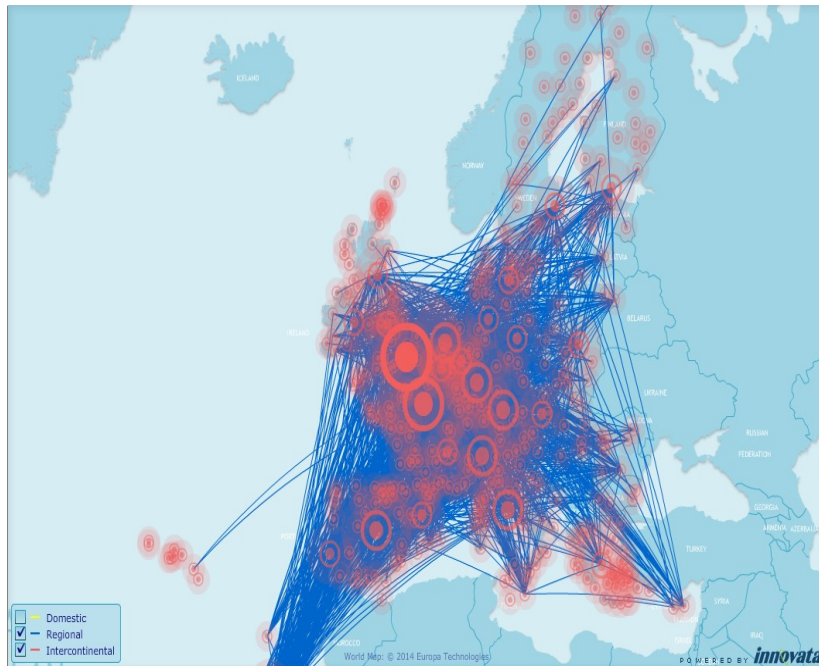 ICELAND
FINLAND
NORWAY
SWEDEN
LATVIA
BELARUS
IRELAND
UKRAINE
RUSSIAN
FEDERATION
GEORGIA
ARMENIA AZERBAIJ
TURKEY
SYRIA
IRAQ
Domestic
Regional
Intercontinental
World Map: © 2014 Europa Technologies
POWERED BY innovata